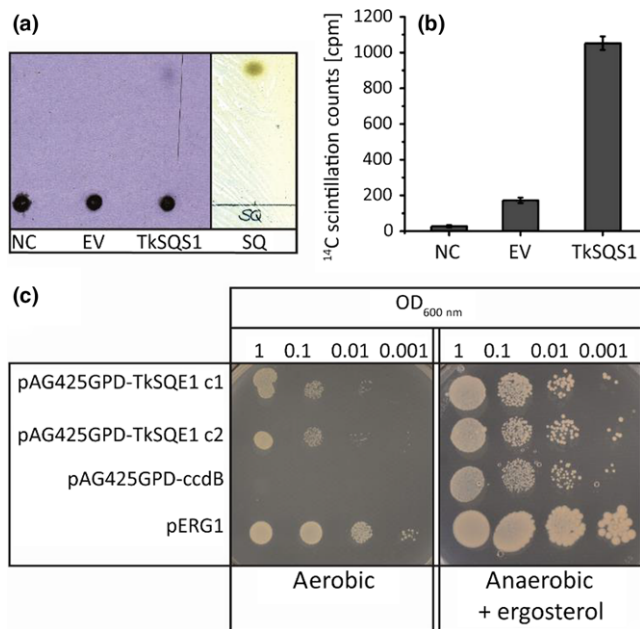 (a)
NC EV TkSQS1 SQ
SQ
(b)
¹⁴C scintillation counts [cpm]
1200
1000
800
600
400
200
0
NC EV TkSQS1
(c)
OD600 nm
1 0.1 0.01 0.001 1 0.1 0.01 0.001
pAG425GPD-TkSQE1 c1
pAG425GPD-TkSQE1 c2
pAG425GPD-ccdB
pERG1
Aerobic
Anaerobic
+ ergosterol